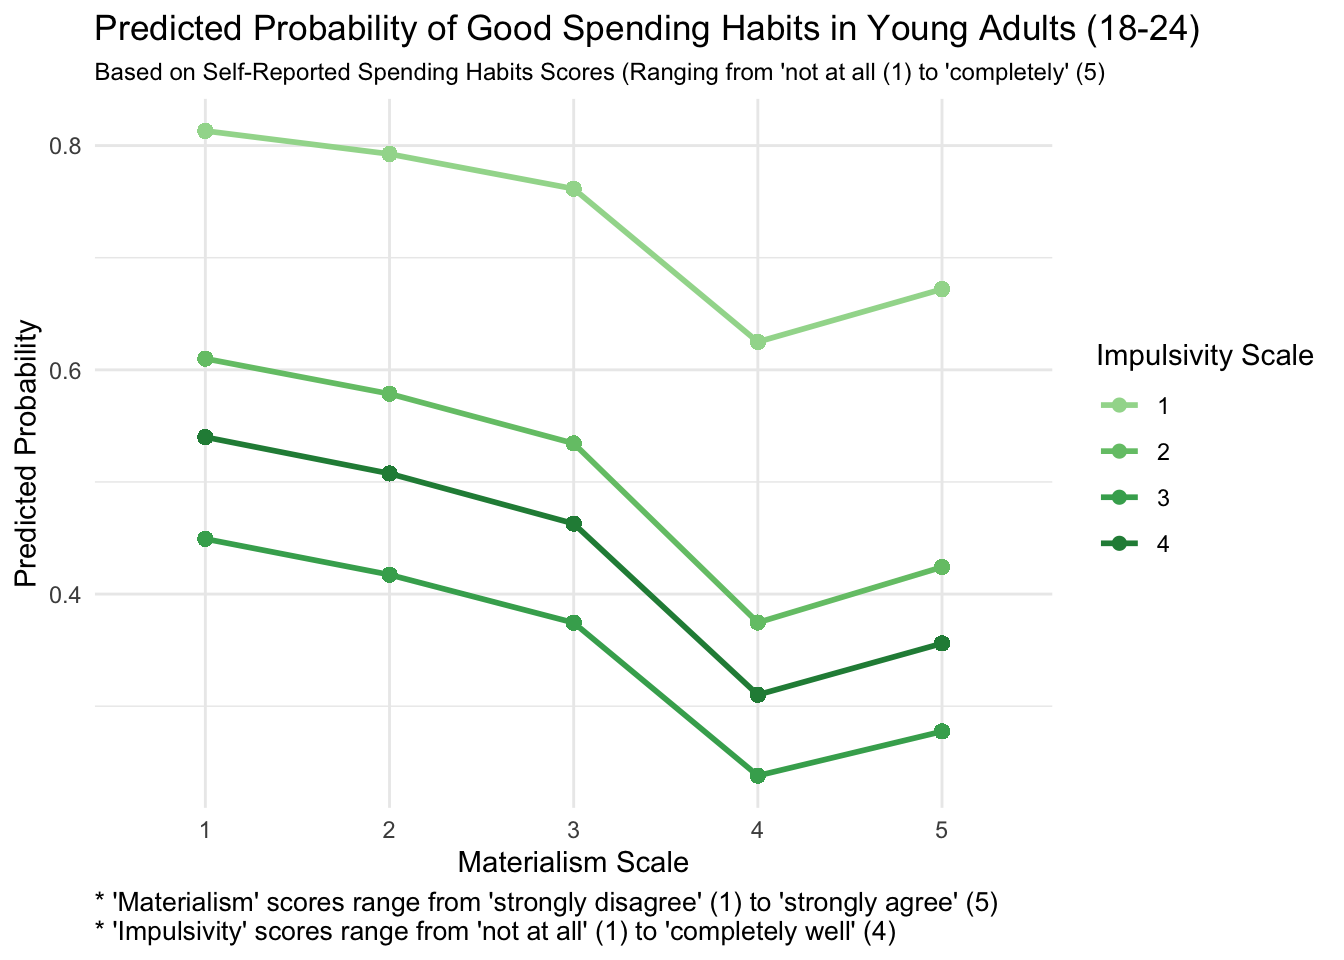 Predicted Probability of Good Spending Habits in Young Adults (18-24)
Based on Self-Reported Spending Habits Scores (Ranging from 'not at all (1) to 'completely' (5)
Predicted Probability
0.8
0.6
0.4
1 2 3 4 5
Materialism Scale
Impulsivity Scale
1
2
3
4
* 'Materialism' scores range from 'strongly disagree' (1) to 'strongly agree' (5)
* 'Impulsivity' scores range from 'not at all' (1) to 'completely well' (4)